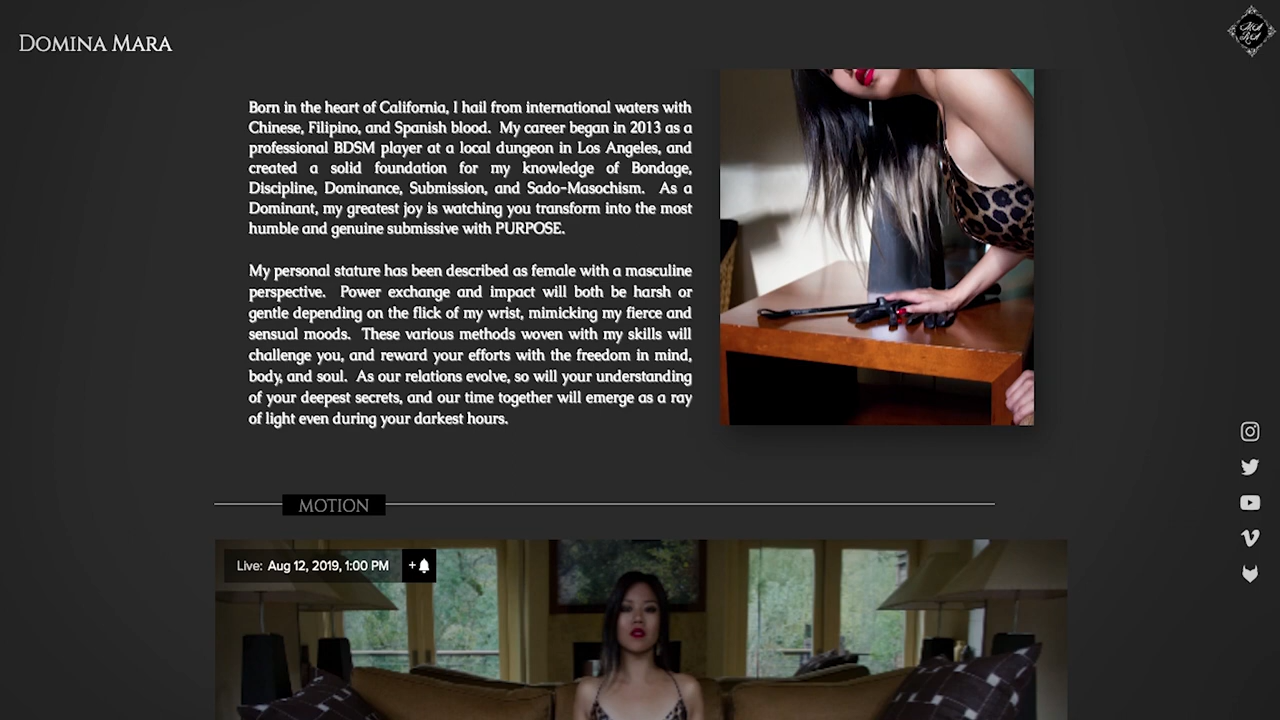 DOMINA MARA
Born in the heart of California, I hail from international waters with
Chinese, Filipino, and Spanish blood.  My career began in 2013 as a
professional BDSM player at a local dungeon in Los Angeles, and
created a solid foundation for my knowledge of Bondage,
Discipline, Dominance, Submission, and Sado-Masochism.  As a
Dominant, my greatest joy is watching you transform into the most
humble and genuine submissive with PURPOSE.
My personal stature has been described as female with a masculine
perspective.  Power exchange and impact will both be harsh or
gentle depending on the flick of my wrist, mimicking my fierce and
sensual moods.  These various methods woven with my skills will
challenge you, and reward your efforts with the freedom in mind,
body, and soul.  As our relations evolve, so will your understanding
of your deepest secrets, and our time together will emerge as a ray
of light even during your darkest hours.
MOTION
Live: Aug 12, 2019, 1:00 PM +